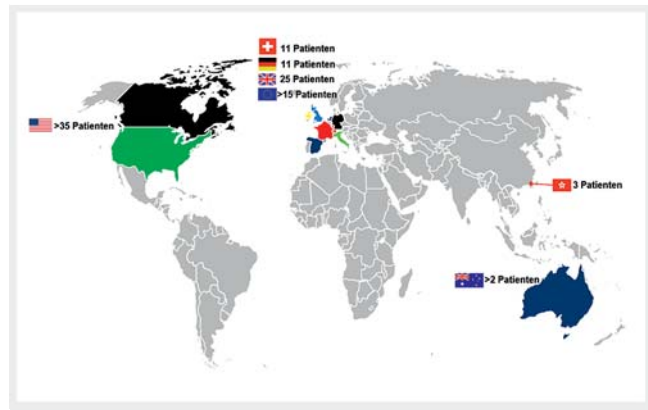 11 Patienten
11 Patienten
25 Patienten
>15 Patienten
>35 Patienten
3 Patienten
>2 Patienten